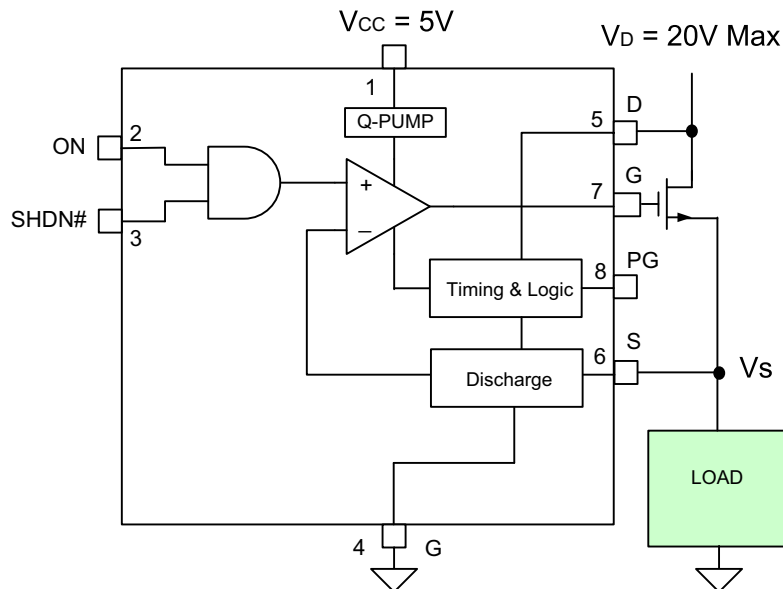 VCC = 5V
VD = 20V Max
1
5
D
Q-PUMP
ON
2
+
7
G
SHDN#
3
–
8
PG
Timing & Logic
6
S
Vs
Discharge
LOAD
4
G